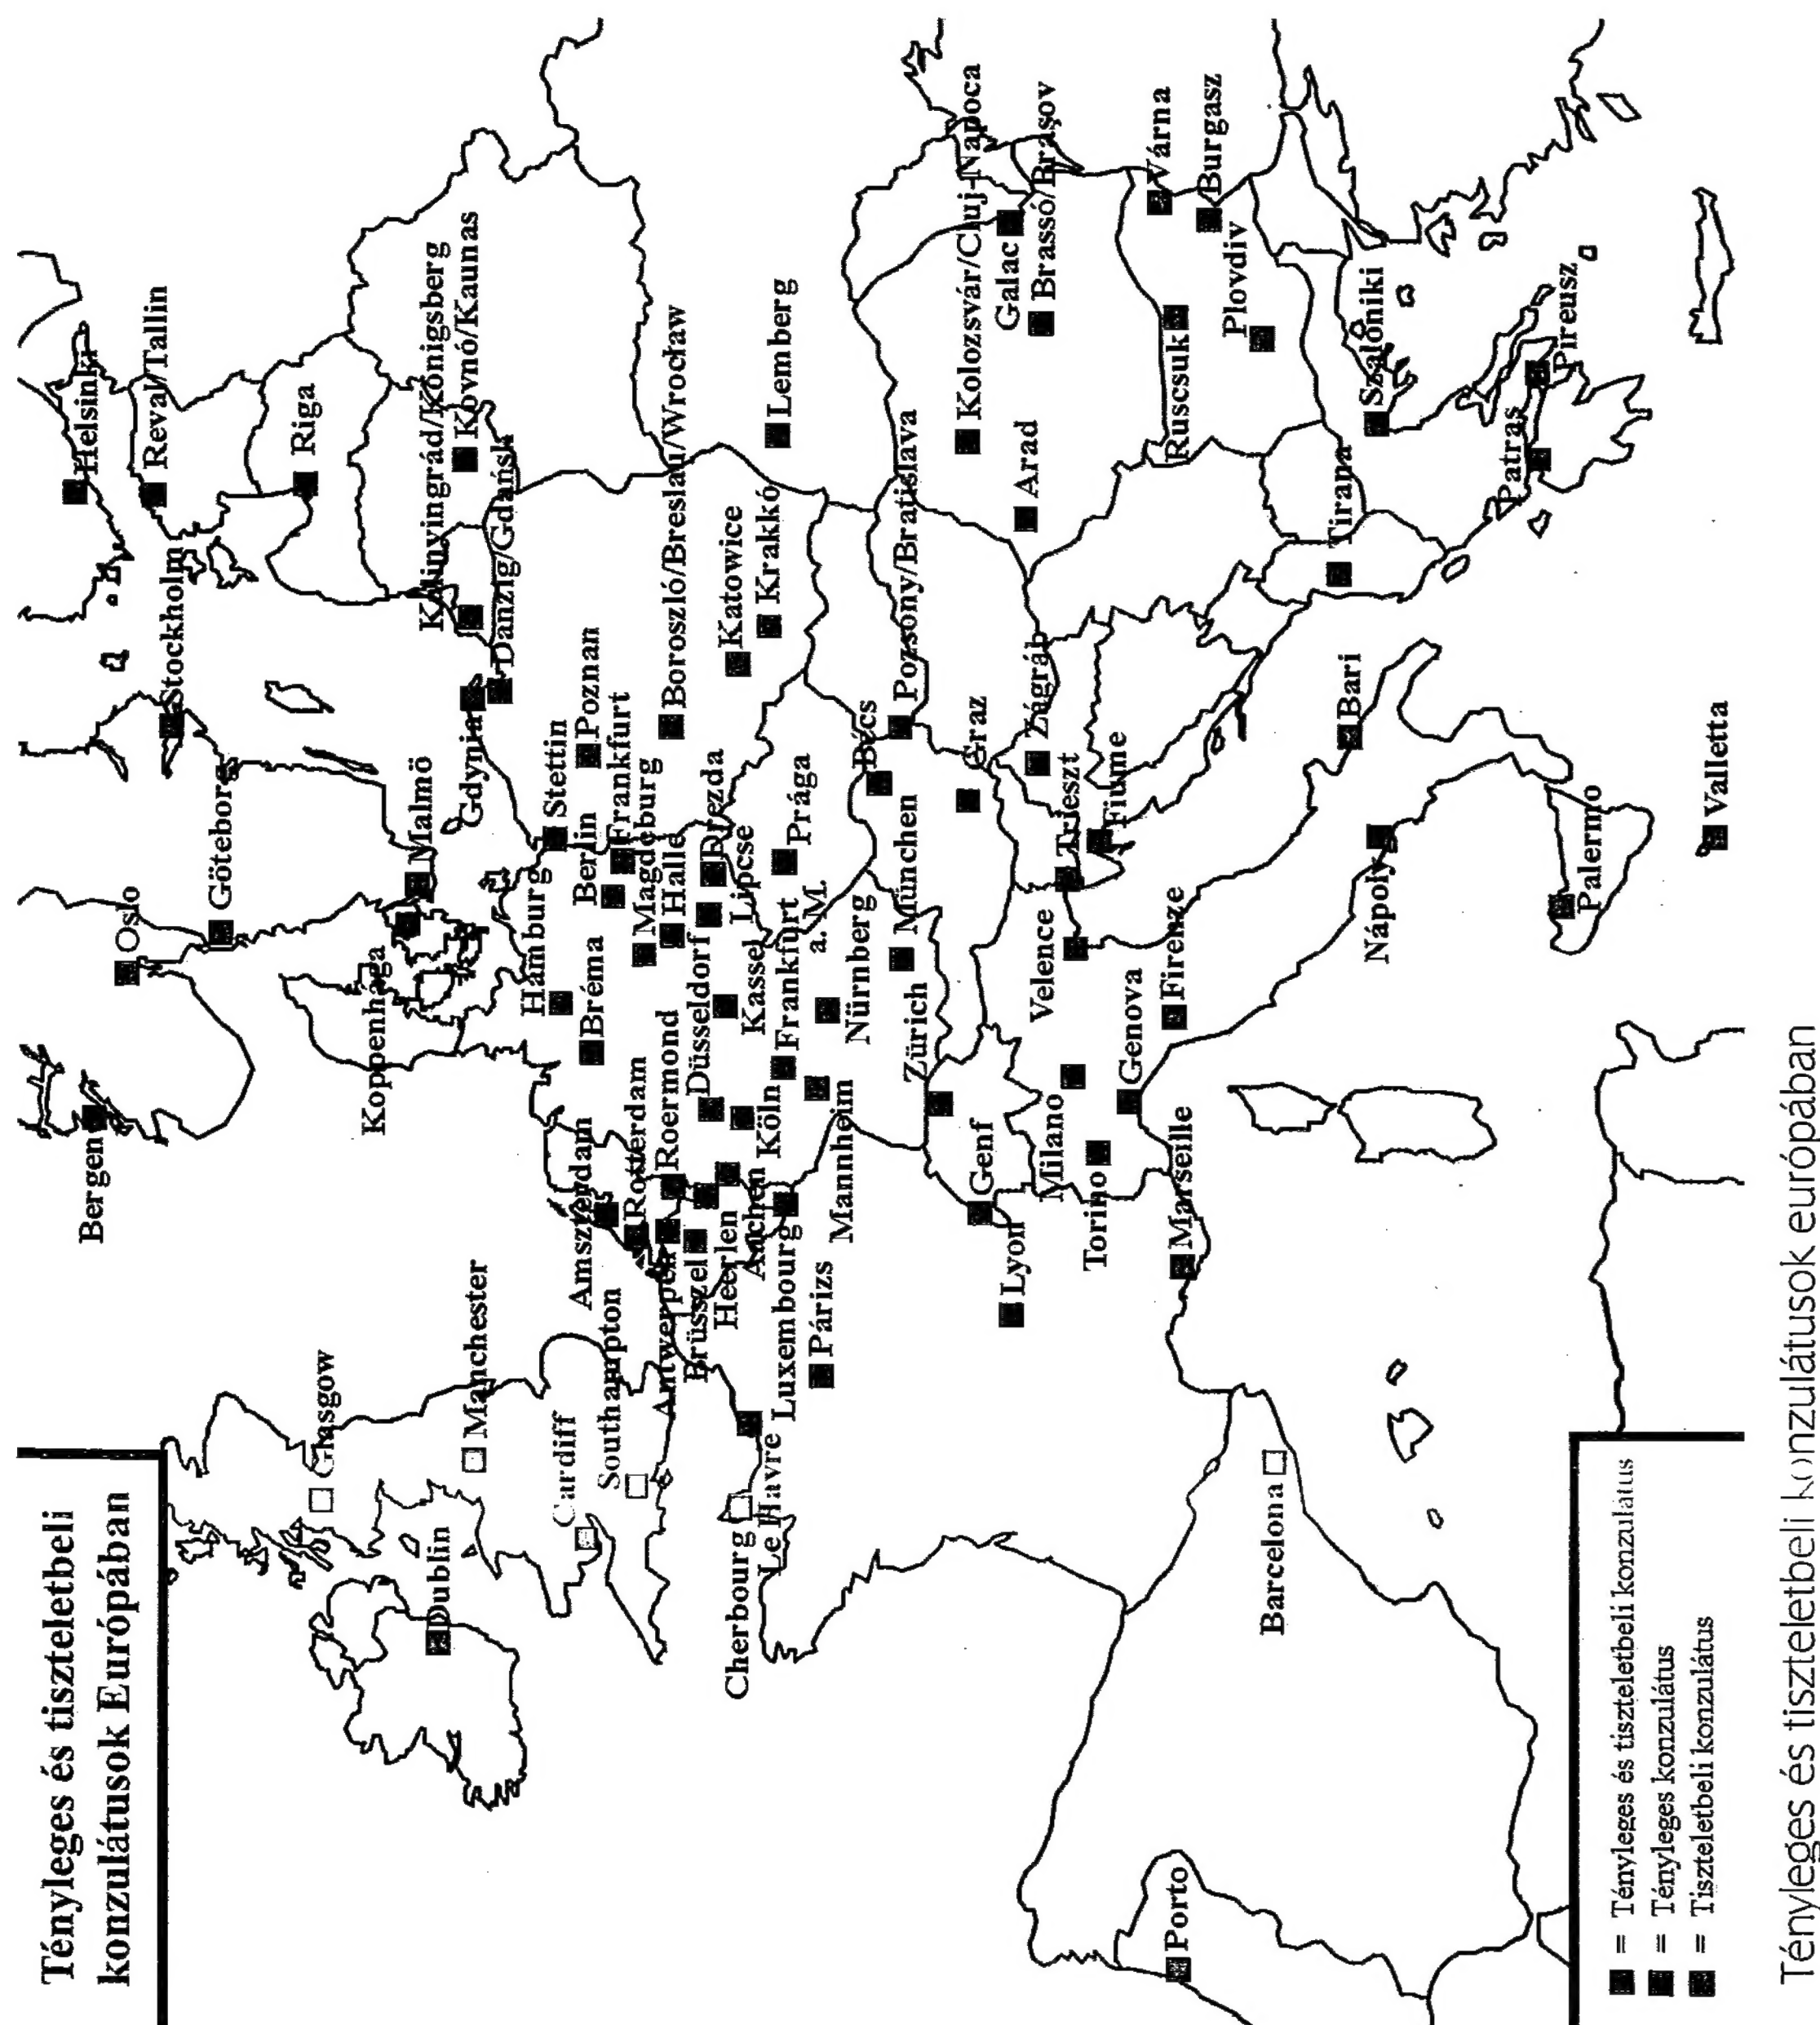 Tényleges és tiszteletbeli
konzulátusok Európában
Bergen
Oslo
Stockholm
Helsinki
Reval/Tallin
Göteborg
Riga
Glasgow
Koppenhága
Malmö
Gdynia
Kalinyingrád/Königsberg
Kovnó/Kaunas
Danzig/Gdańsk
Dublin
Manchester
Cardiff
Southampton
Amszterdam
Rotterdam
Roermond
Hamburg
Bréma
Stetin
Berlin
Poznan
Frankfurt
Magdeburg
Halle
Boroszló/Breslau/Wrocław
Antwerpen
Brüsszel
Heerlen
Aachen
Düsseldorf
Köln
Kassel
Lipcse
Drezda
Katowice
Krakkó
Lemberg
Cherbourg
Le Havre
Luxembourg
Párizs
Mannheim
Frankfurt
a. M.
Nürnberg
Prága
Bécs
Pozsony/Bratislava
München
Zürich
Genf
Lyon
Graz
Kolozsvár/Cluj-Napoca
Galac
Brassó/Braşov
Arad
Zágráb
Trieszt
Fiume
Velence
Milano
Torino
Genova
Firenze
Marseille
Várna
Burgasz
Ruscsuk
Plovdiv
Porto
Barcelona
Nápoly
Bari
Tirana
Szalóniki
Patras
Pireusz
Palermo
Valletta
= Tényleges és tiszteletbeli konzulátus
= Tényleges konzulátus
= Tiszteletbeli konzulátus
Tényleges és tiszteletbeli konzulátusok európában